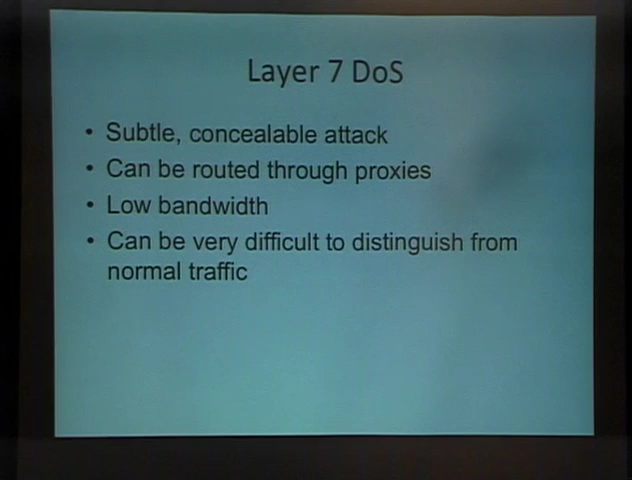 Layer 7 DoS
• Subtle, concealable attack
• Can be routed through proxies
• Low bandwidth
• Can be very difficult to distinguish from
normal traffic